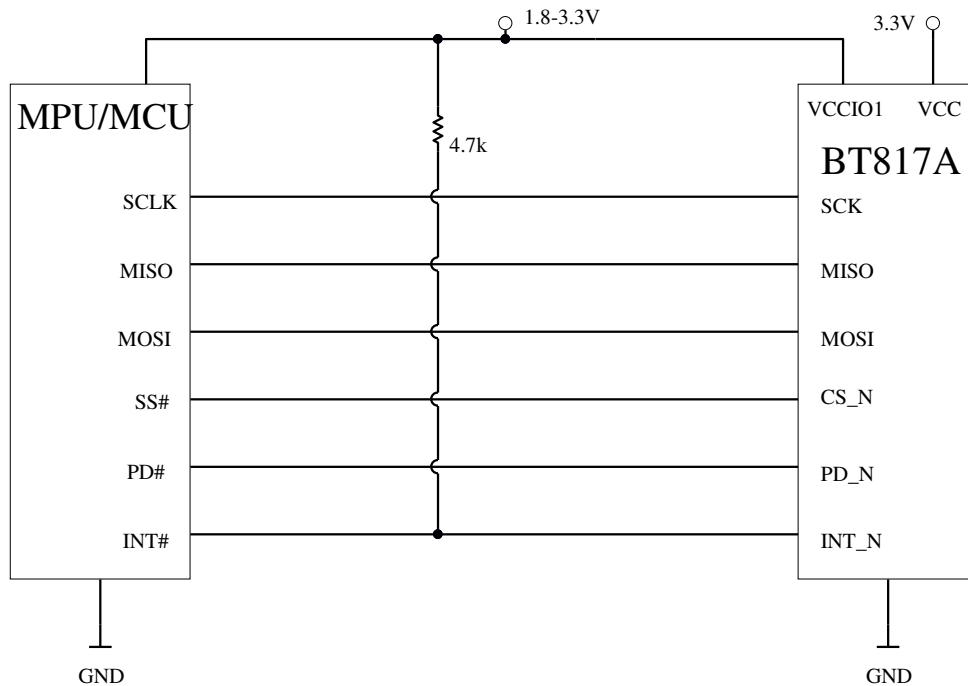 1.8-3.3V
3.3V
MPU/MCU
VCCIO1 VCC
4.7k
BT817A
SCLK
SCK
MISO
MISO
MOSI
MOSI
SS#
CS_N
PD#
PD_N
INT#
INT_N
GND
GND